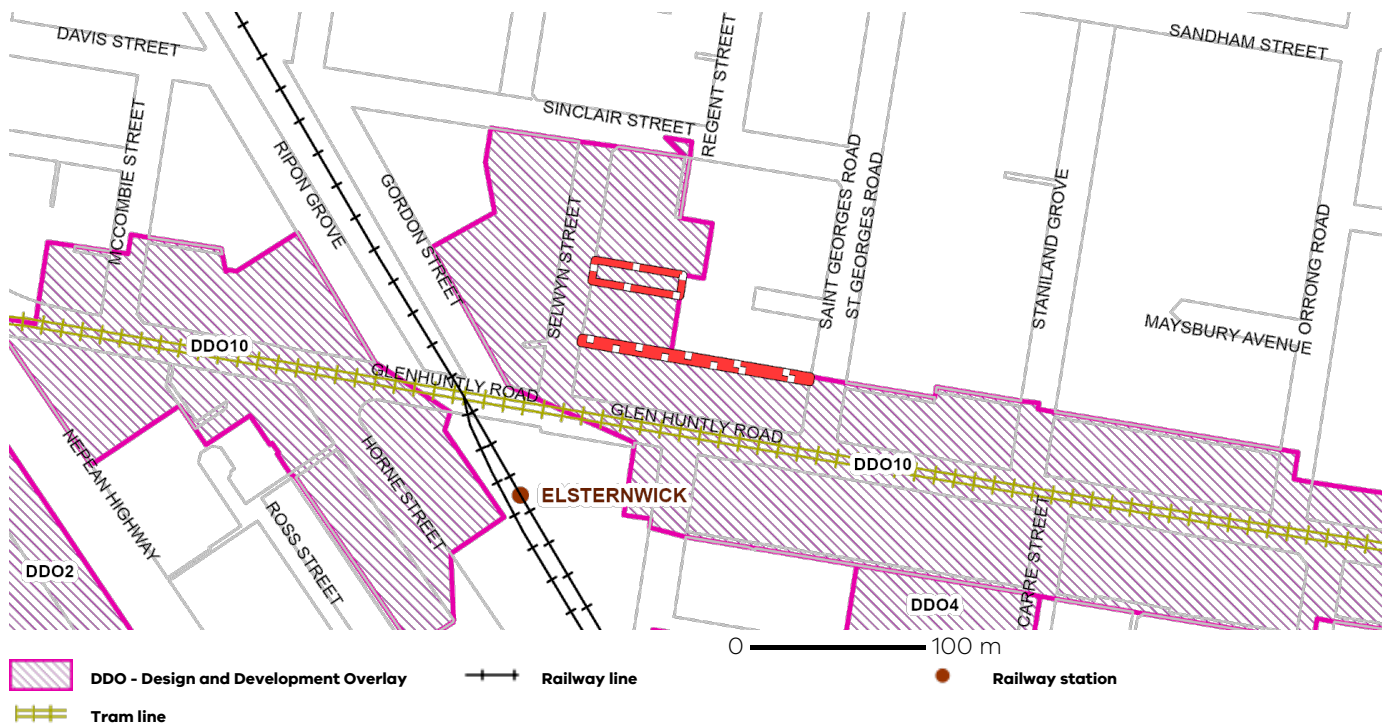 DAVIS STREET
SANDHAM STREET
SINCLAIR STREET
REGENT STREET
MCCOMBIE STREET
RIPON GROVE
GORDON STREET
SELWYN STREET
SAINT GEORGES ROAD
ST GEORGES ROAD
STANILAND GROVE
ORRONG ROAD
MAYSBURY AVENUE
DDO10
GLENHUNTLY ROAD
GLEN HUNTLY ROAD
DDO10
NEPEAN HIGHWAY
HORNE STREET
ROSS STREET
ELSTERNWICK
CARRE STREET
DDO2
DDO4
0 100 m
DDO - Design and Development Overlay
Railway line
Railway station
Tram line